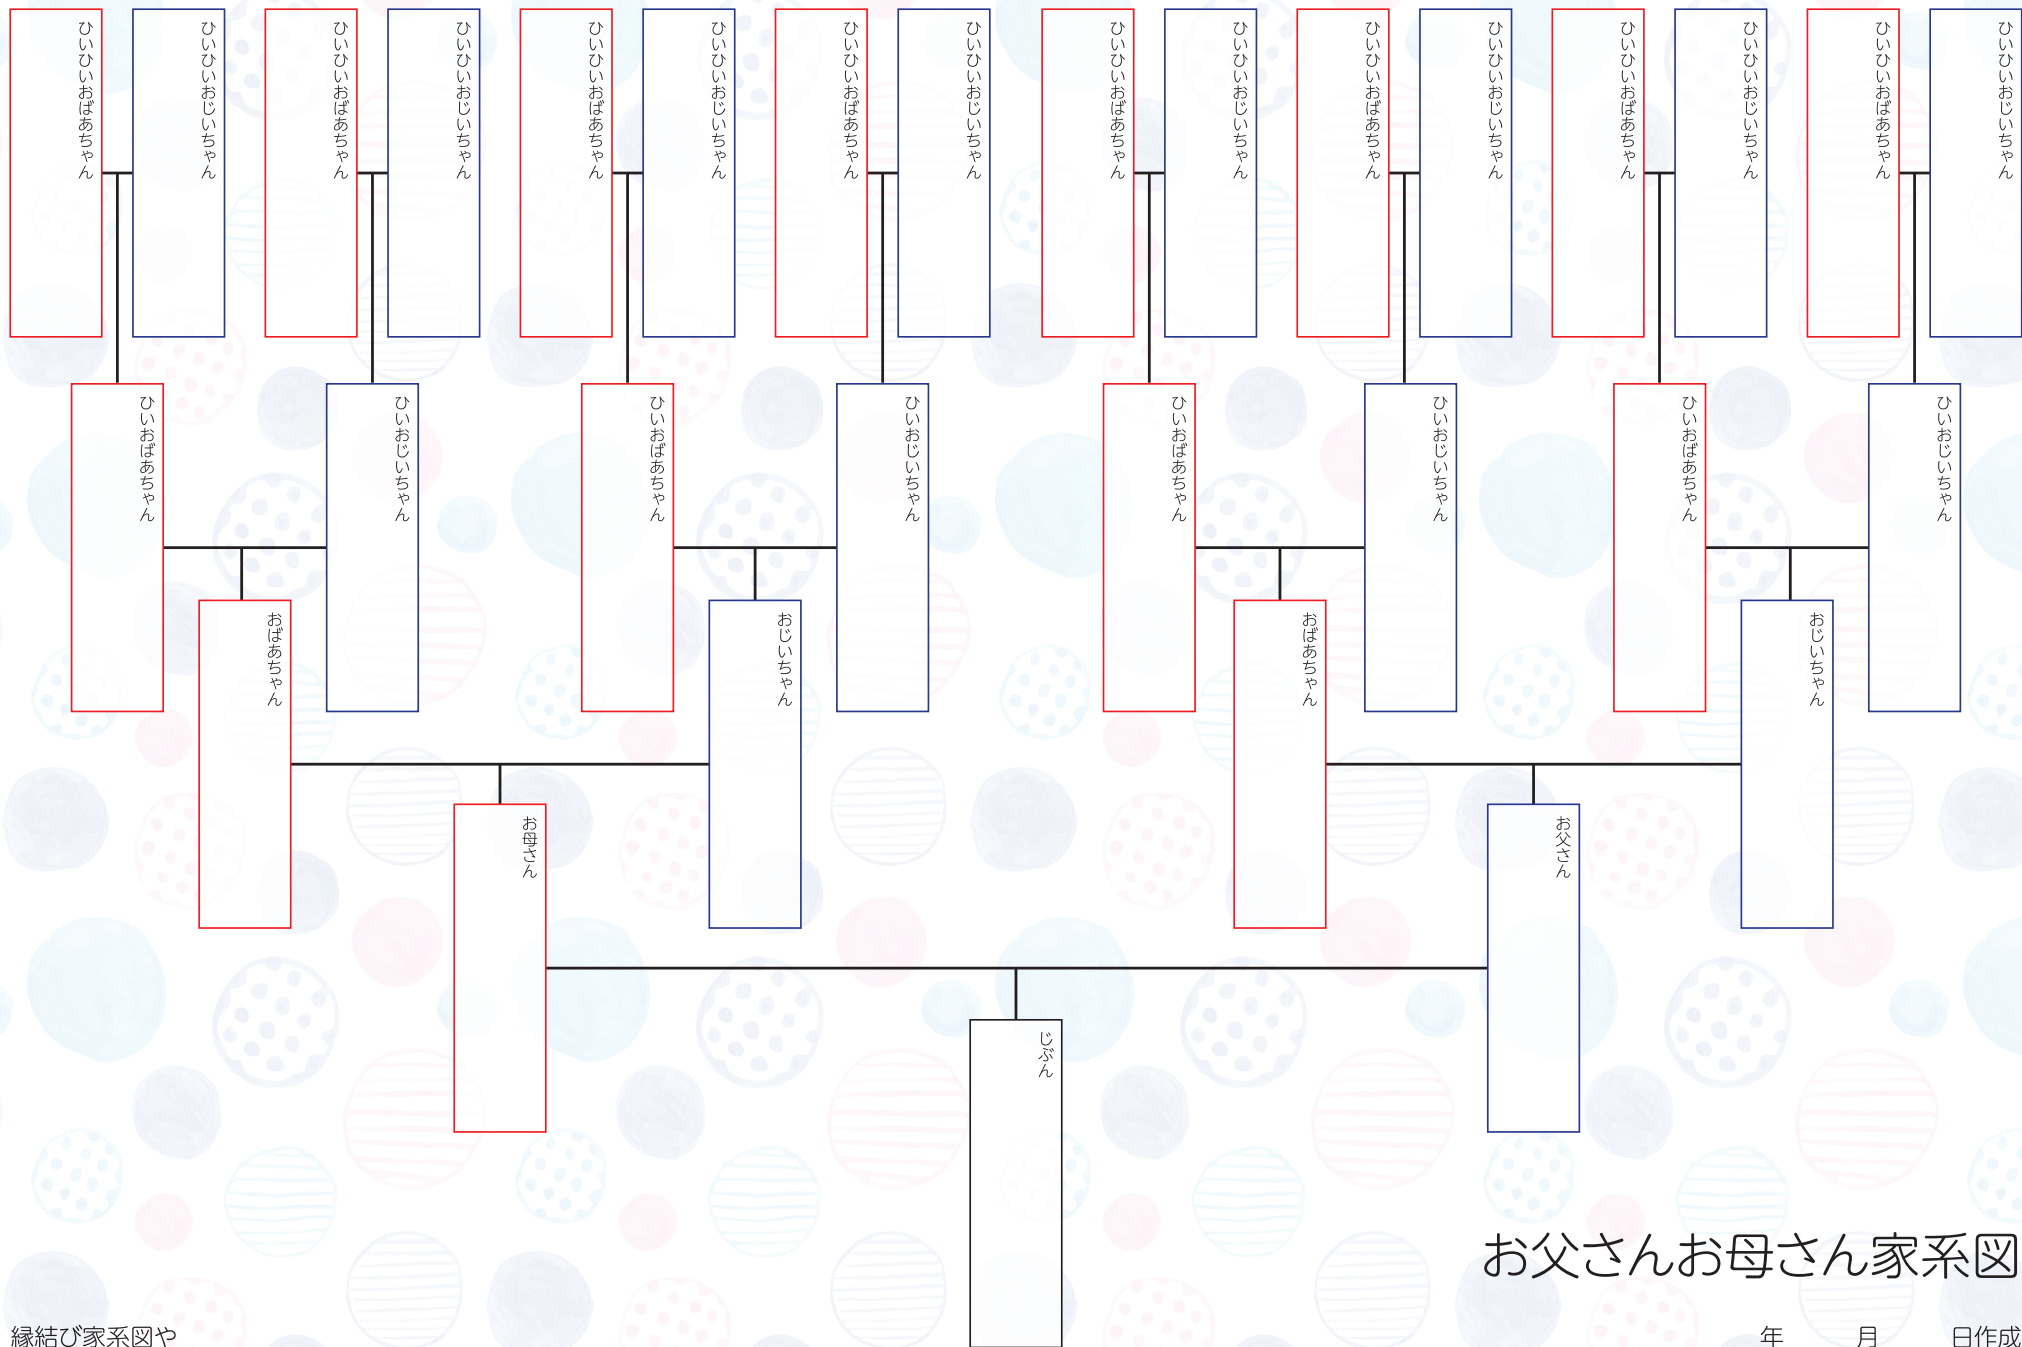 ひいひいおばあちゃん
ひいひいおじいちゃん
ひいひいおばあちゃん
ひいひいおじいちゃん
ひいひいおばあちゃん
ひいひいおじいちゃん
ひいひいおばあちゃん
ひいひいおじいちゃん
ひいひいおばあちゃん
ひいひいおじいちゃん
ひいひいおばあちゃん
ひいひいおじいちゃん
ひいひいおばあちゃん
ひいひいおじいちゃん
ひいひいおばあちゃん
ひいひいおじいちゃん
ひいおばあちゃん
ひいおじいちゃん
ひいおばあちゃん
ひいおじいちゃん
ひいおばあちゃん
ひいおじいちゃん
ひいおばあちゃん
ひいおじいちゃん
おばあちゃん
おじいちゃん
おばあちゃん
おじいちゃん
お母さん
お父さん
じぶん
お父さんお母さん家系図
縁結び家系図や
年 月 日作成